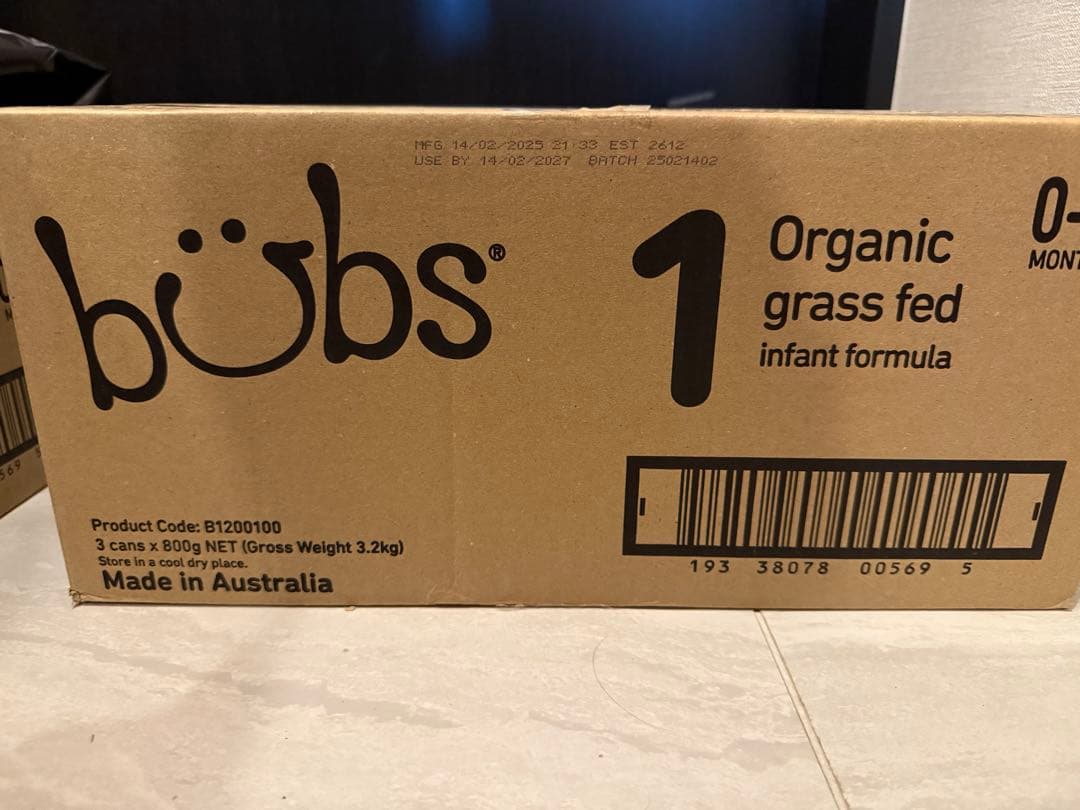 MFG 14/02/2025 21:33 EST 2612
USE BY 14/02/2027 BATCH 25021402
bübs®
1
Organic
grass fed
infant formula
0-
MONT
Product Code: B1200100
3 cans x 800g NET (Gross Weight 3.2kg)
Store in a cool dry place.
Made in Australia
193 38078 00569 5
569 5